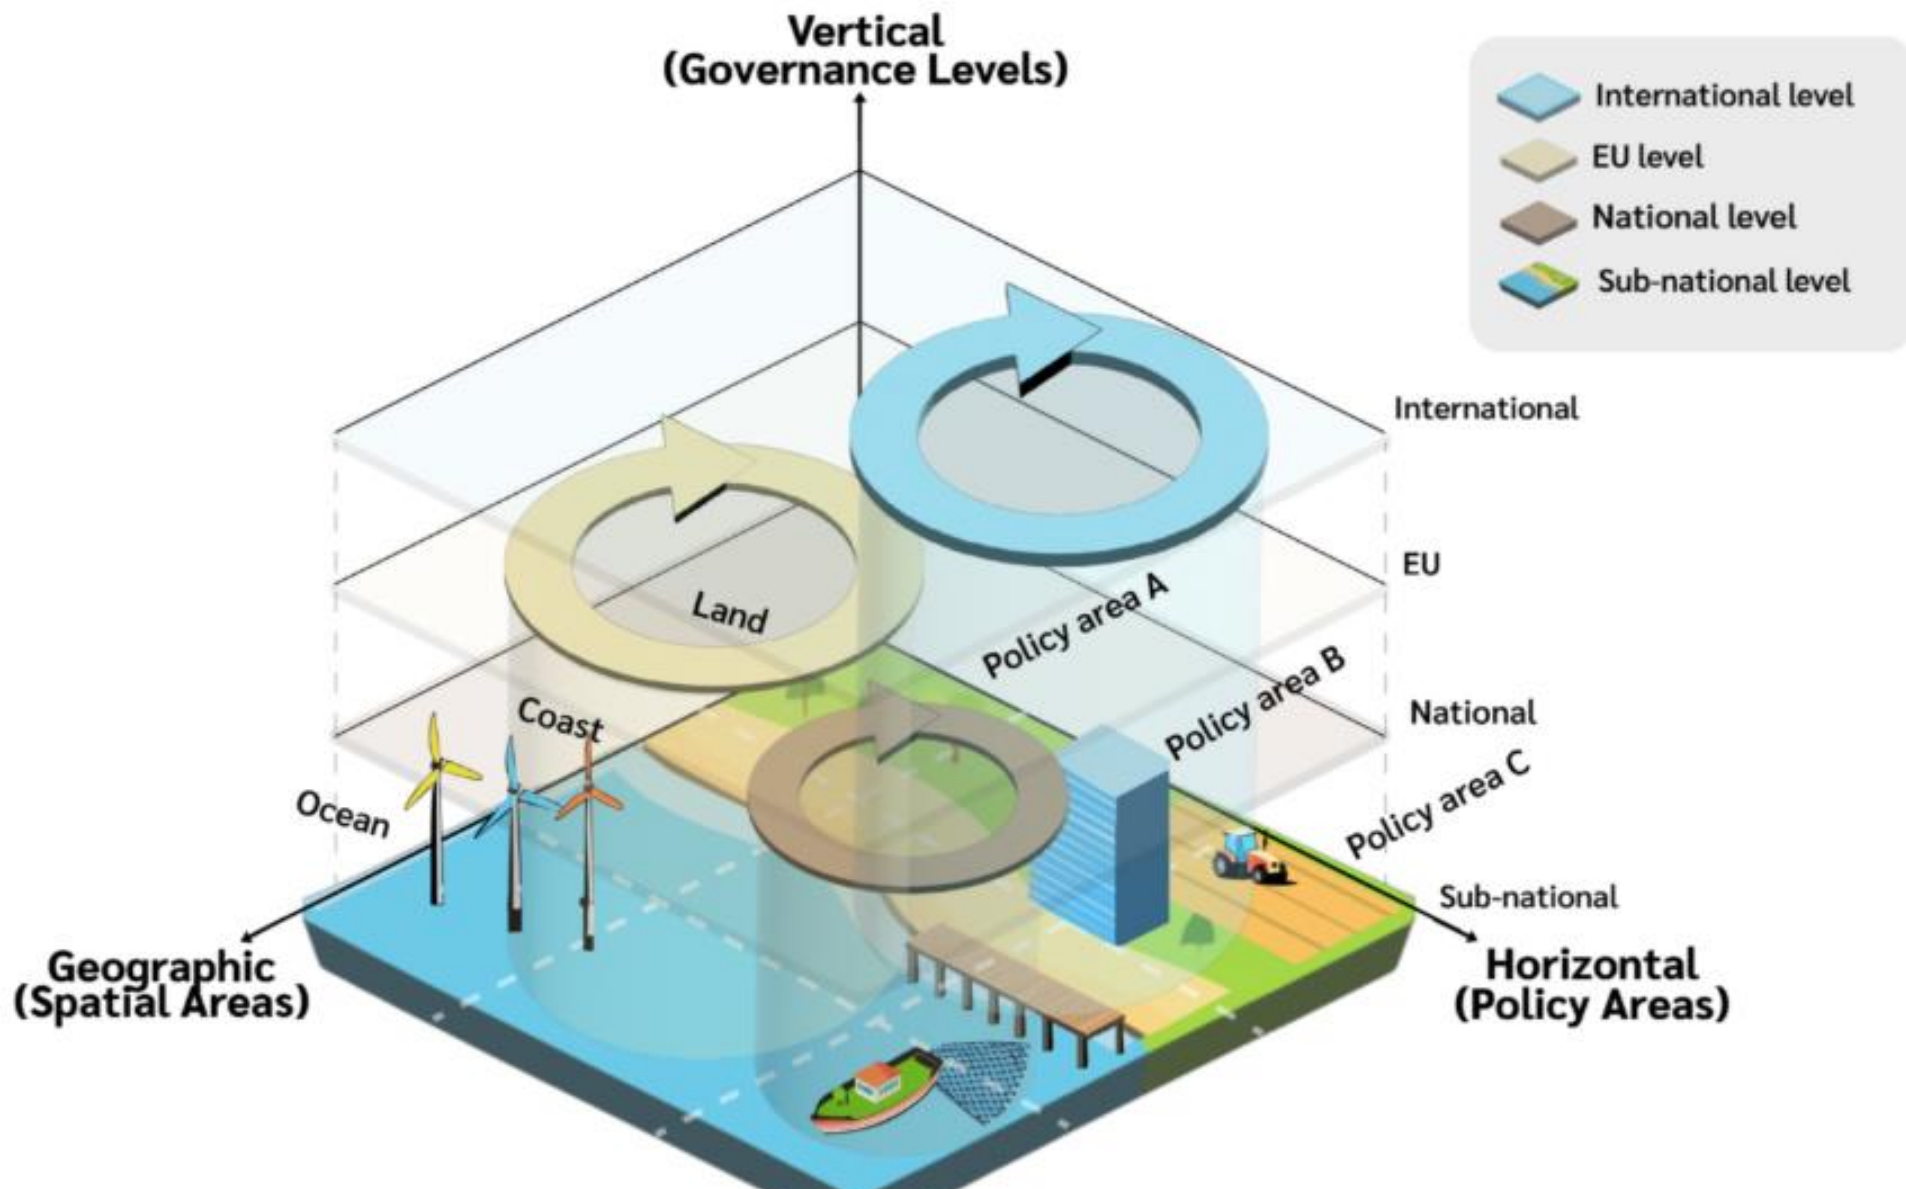 Vertical
(Governance Levels)
International level
EU level
National level
Sub-national level
International
EU
National
Sub-national
Land
Coast
Ocean
Policy area A
Policy area B
Policy area C
Geographic
(Spatial Areas)
Horizontal
(Policy Areas)